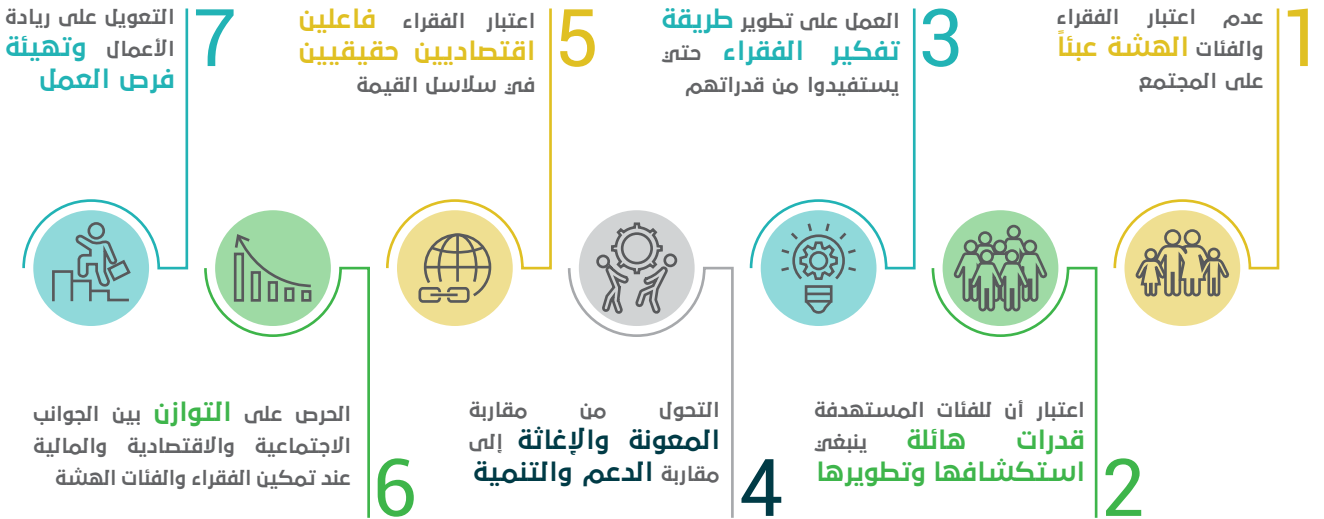 1
عدم اعتبار الفقراء
والفئات الهشة عبئاً
على المجتمع
2
اعتبار أن للفئات المستهدفة
قدرات هائلة ينبغي
استكشافها وتطويرها
3
العمل على تطوير طريقة
تفكير الفقراء حتى
يستفيدوا من قدراتهم
4
التحول من مقاربة
المعونة والإغاثة إلى
مقاربة الدعم والتنمية
5
اعتبار الفقراء فاعلين
اقتصاديين حقيقيين
في سلاسل القيمة
6
الحرص على التوازن بين الجوانب
الاجتماعية والاقتصادية والمالية
عند تمكين الفقراء والفئات الهشة
7
التعويل على ريادة
الأعمال وتهيئة
فرص العمل